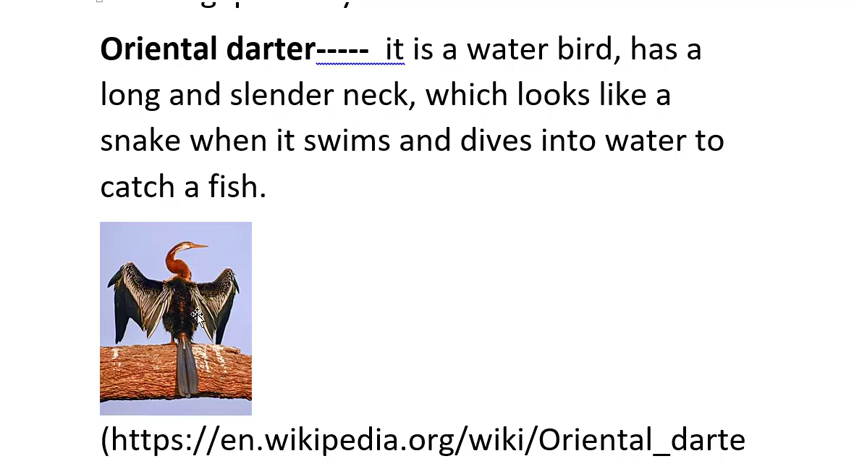 Oriental darter-----  it is a water bird, has a
long and slender neck, which looks like a
snake when it swims and dives into water to
catch a fish.
(https://en.wikipedia.org/wiki/Oriental_darte